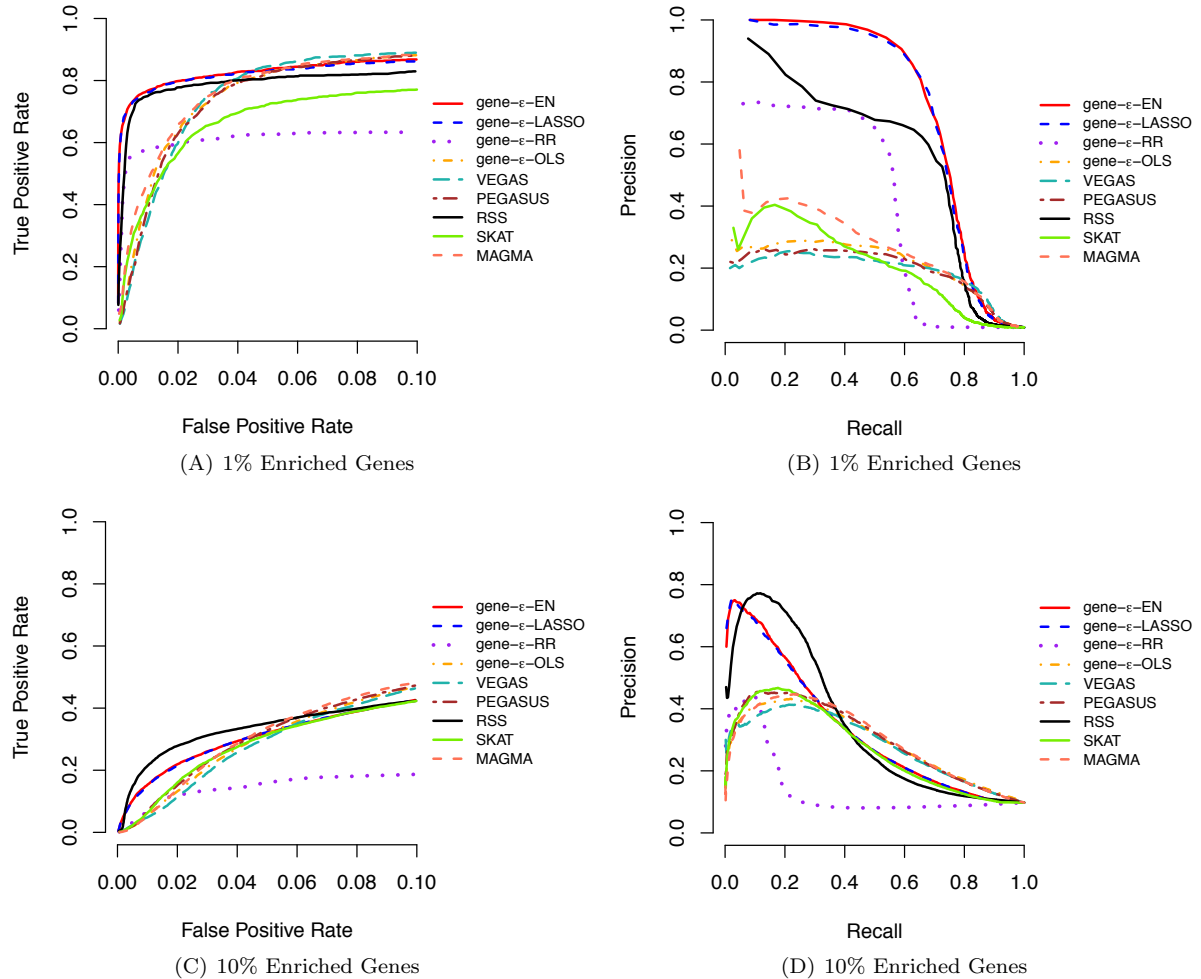 True Positive Rate
1.0
0.8
0.6
0.4
0.2
0.0
0.00 0.02 0.04 0.06 0.08 0.10
False Positive Rate
gene-ε-EN
gene-ε-LASSO
gene-ε-RR
gene-ε-OLS
VEGAS
PEGASUS
RSS
SKAT
MAGMA
(A) 1% Enriched Genes
Precision
1.0
0.8
0.6
0.4
0.2
0.0
0.0 0.2 0.4 0.6 0.8 1.0
Recall
gene-ε-EN
gene-ε-LASSO
gene-ε-RR
gene-ε-OLS
VEGAS
PEGASUS
RSS
SKAT
MAGMA
(B) 1% Enriched Genes
True Positive Rate
1.0
0.8
0.6
0.4
0.2
0.0
0.00 0.02 0.04 0.06 0.08 0.10
False Positive Rate
gene-ε-EN
gene-ε-LASSO
gene-ε-RR
gene-ε-OLS
VEGAS
PEGASUS
RSS
SKAT
MAGMA
(C) 10% Enriched Genes
Precision
1.0
0.8
0.6
0.4
0.2
0.0
0.0 0.2 0.4 0.6 0.8 1.0
Recall
gene-ε-EN
gene-ε-LASSO
gene-ε-RR
gene-ε-OLS
VEGAS
PEGASUS
RSS
SKAT
MAGMA
(D) 10% Enriched Genes